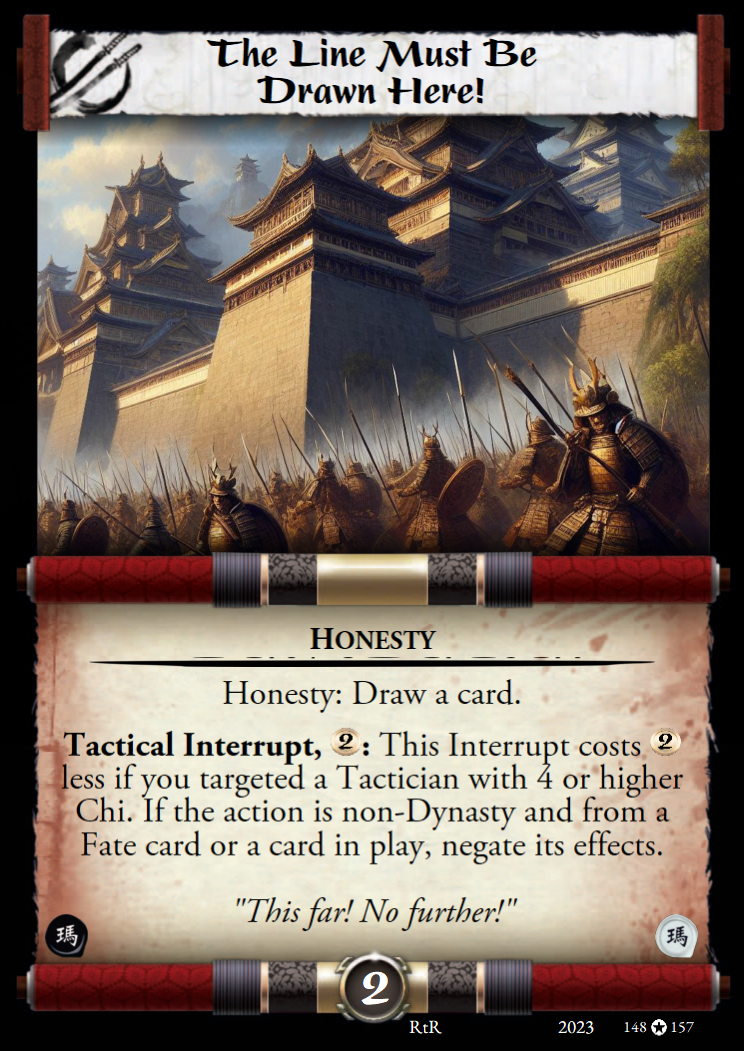 The Line Must Be
Drawn Here!
HONESTY
Honesty: Draw a card.
Tactical Interrupt, 2: This Interrupt costs 2
less if you targeted a Tactician with 4 or higher
Chi. If the action is non-Dynasty and from a
Fate card or a card in play, negate its effects.
"This far! No further!"
瑪 瑪
2
RtR 2023 148 ✪ 157